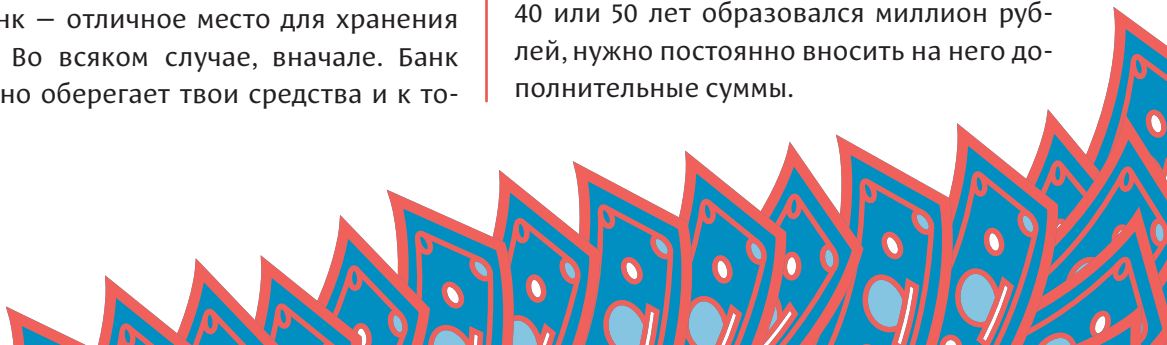 нк — отличное место для хранения
Во всяком случае, вначале. Банк
но оберегает твои средства и к то-
40 или 50 лет образовался миллион руб-
лей, нужно постоянно вносить на него до-
полнительные суммы.